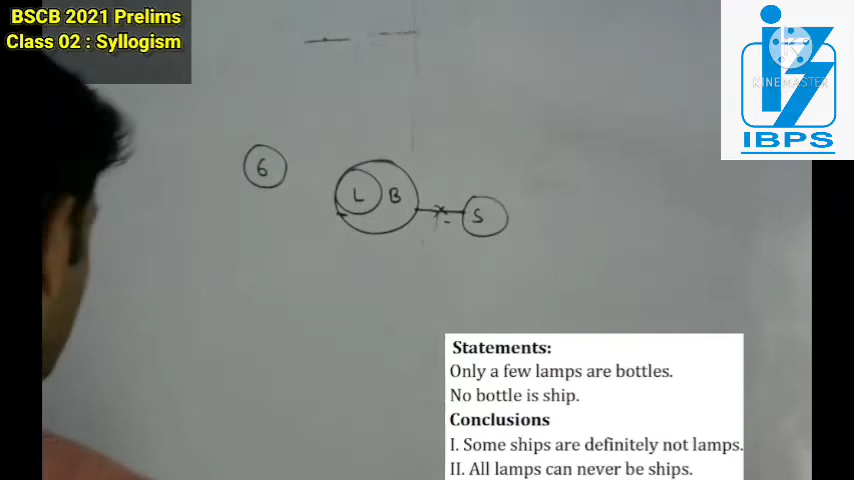 BSCB 2021 Prelims
Class 02 : Syllogism
KINEMASTER
IBPS
6
L B S
Statements:
Only a few lamps are bottles.
No bottle is ship.
Conclusions
I. Some ships are definitely not lamps.
II. All lamps can never be ships.